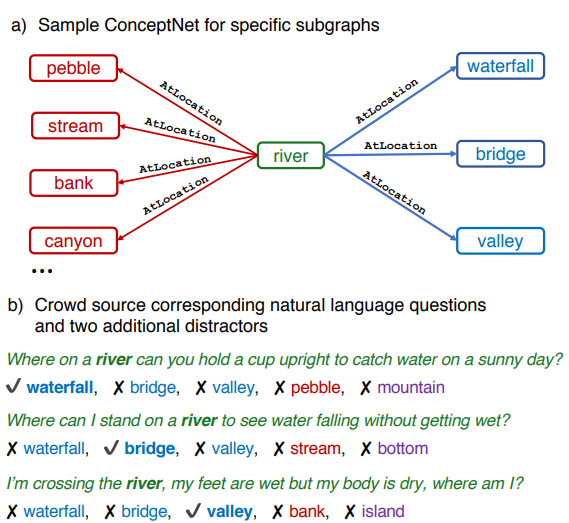 a) Sample ConceptNet for specific subgraphs
pebble
waterfall
AtLocation
AtLocation
stream
AtLocation
river
AtLocation
bridge
bank
AtLocation
AtLocation
canyon
AtLocation
valley
...
b) Crowd source corresponding natural language questions
and two additional distractors
Where on a river can you hold a cup upright to catch water on a sunny day?
✓ waterfall, ✗ bridge, ✗ valley, ✗ pebble, ✗ mountain
Where can I stand on a river to see water falling without getting wet?
✗ waterfall, ✓ bridge, ✗ valley, ✗ stream, ✗ bottom
I'm crossing the river, my feet are wet but my body is dry, where am I?
✗ waterfall, ✗ bridge, ✓ valley, ✗ bank, ✗ island